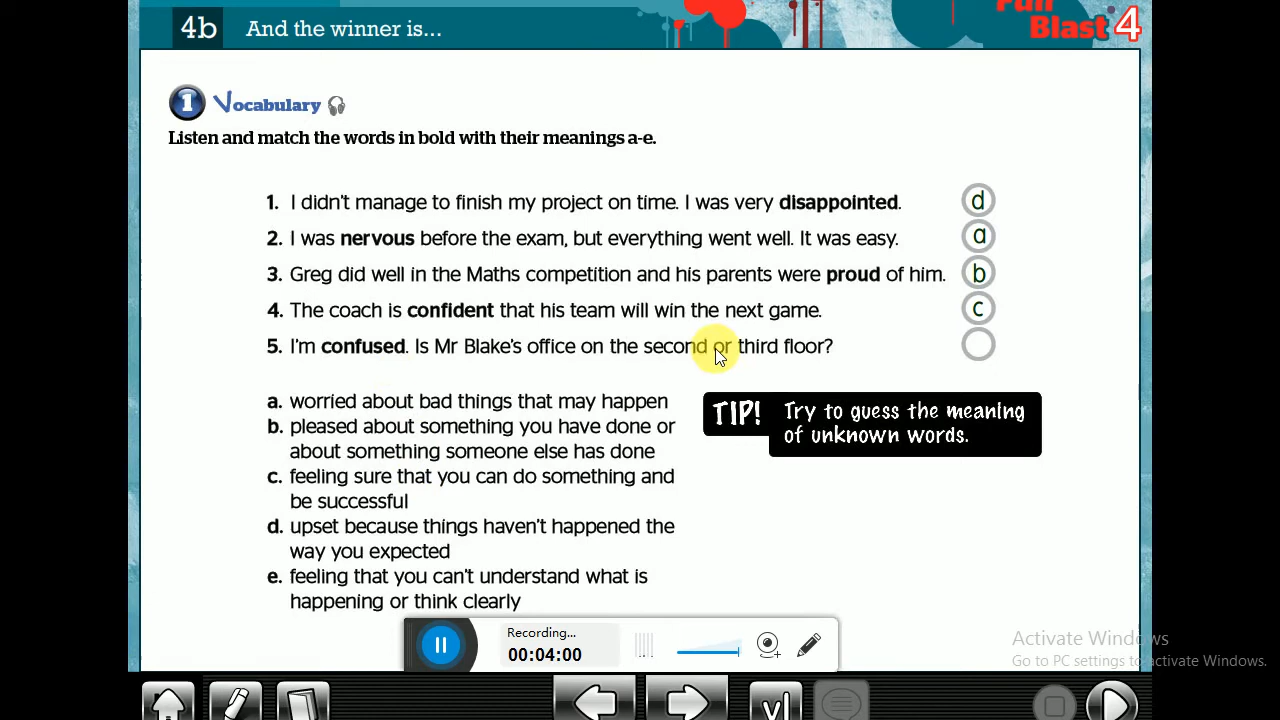 4b And the winner is...
Full
Blast 4
1 Vocabulary
Listen and match the words in bold with their meanings a-e.
1. I didn't manage to finish my project on time. I was very disappointed. d
2. I was nervous before the exam, but everything went well. It was easy. a
3. Greg did well in the Maths competition and his parents were proud of him. b
4. The coach is confident that his team will win the next game. c
5. I'm confused. Is Mr Blake's office on the second or third floor?
a. worried about bad things that may happen
b. pleased about something you have done or
about something someone else has done
c. feeling sure that you can do something and
be successful
d. upset because things haven't happened the
way you expected
e. feeling that you can't understand what is
happening or think clearly
TIP! Try to guess the meaning
of unknown words.
Recording...
00:04:00
Activate Windows
Go to PC settings to activate Windows.